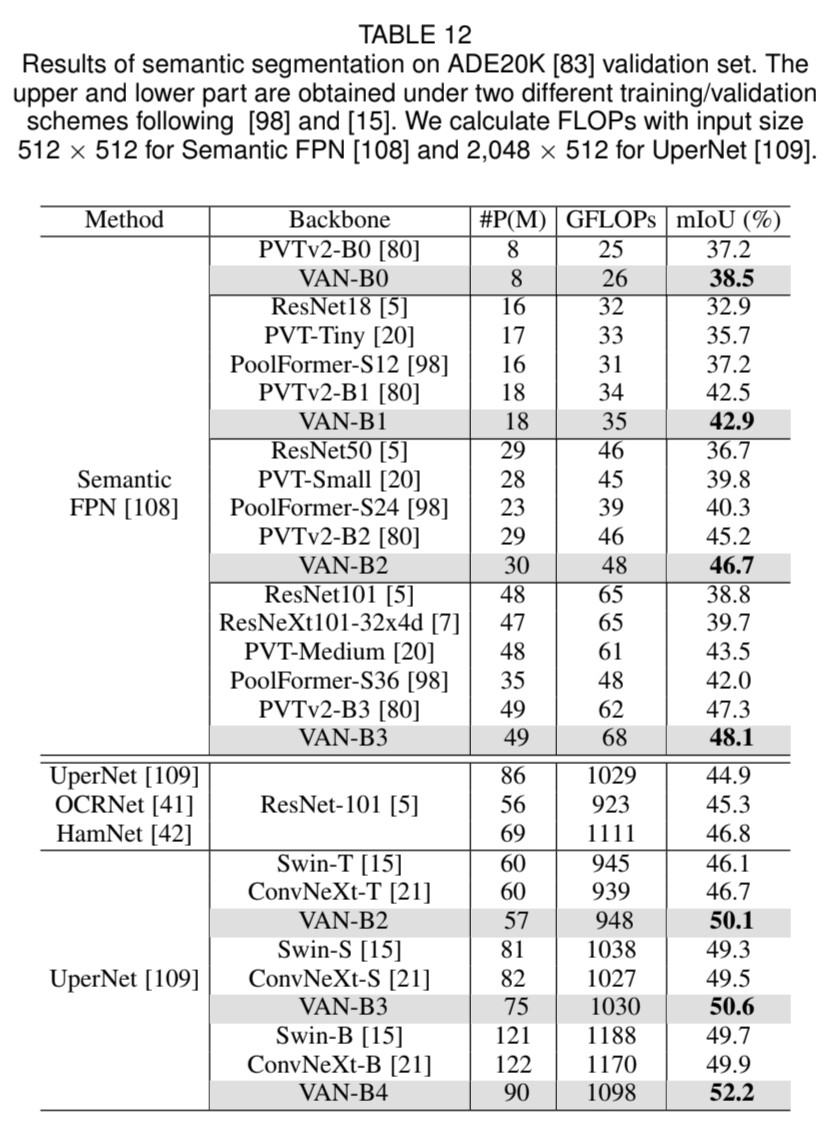 TABLE 12
Results of semantic segmentation on ADE20K [83] validation set. The
upper and lower part are obtained under two different training/validation
schemes following [98] and [15]. We calculate FLOPs with input size
512 × 512 for Semantic FPN [108] and 2,048 × 512 for UperNet [109].
Method Backbone #P(M) GFLOPs mIoU (%)
PVTv2-B0 [80] 8 25 37.2
VAN-B0 8 26 38.5
ResNet18 [5] 16 32 32.9
PVT-Tiny [20] 17 33 35.7
PoolFormer-S12 [98] 16 31 37.2
PVTv2-B1 [80] 18 34 42.5
VAN-B1 18 35 42.9
ResNet50 [5] 29 46 36.7
Semantic PVT-Small [20] 28 45 39.8
FPN [108] PoolFormer-S24 [98] 23 39 40.3
PVTv2-B2 [80] 29 46 45.2
VAN-B2 30 48 46.7
ResNet101 [5] 48 65 38.8
ResNeXt101-32x4d [7] 47 65 39.7
PVT-Medium [20] 48 61 43.5
PoolFormer-S36 [98] 35 48 42.0
PVTv2-B3 [80] 49 62 47.3
VAN-B3 49 68 48.1
UperNet [109] 86 1029 44.9
OCRNet [41] ResNet-101 [5] 56 923 45.3
HamNet [42] 69 1111 46.8
Swin-T [15] 60 945 46.1
ConvNeXt-T [21] 60 939 46.7
VAN-B2 57 948 50.1
Swin-S [15] 81 1038 49.3
UperNet [109] ConvNeXt-S [21] 82 1027 49.5
VAN-B3 75 1030 50.6
Swin-B [15] 121 1188 49.7
ConvNeXt-B [21] 122 1170 49.9
VAN-B4 90 1098 52.2